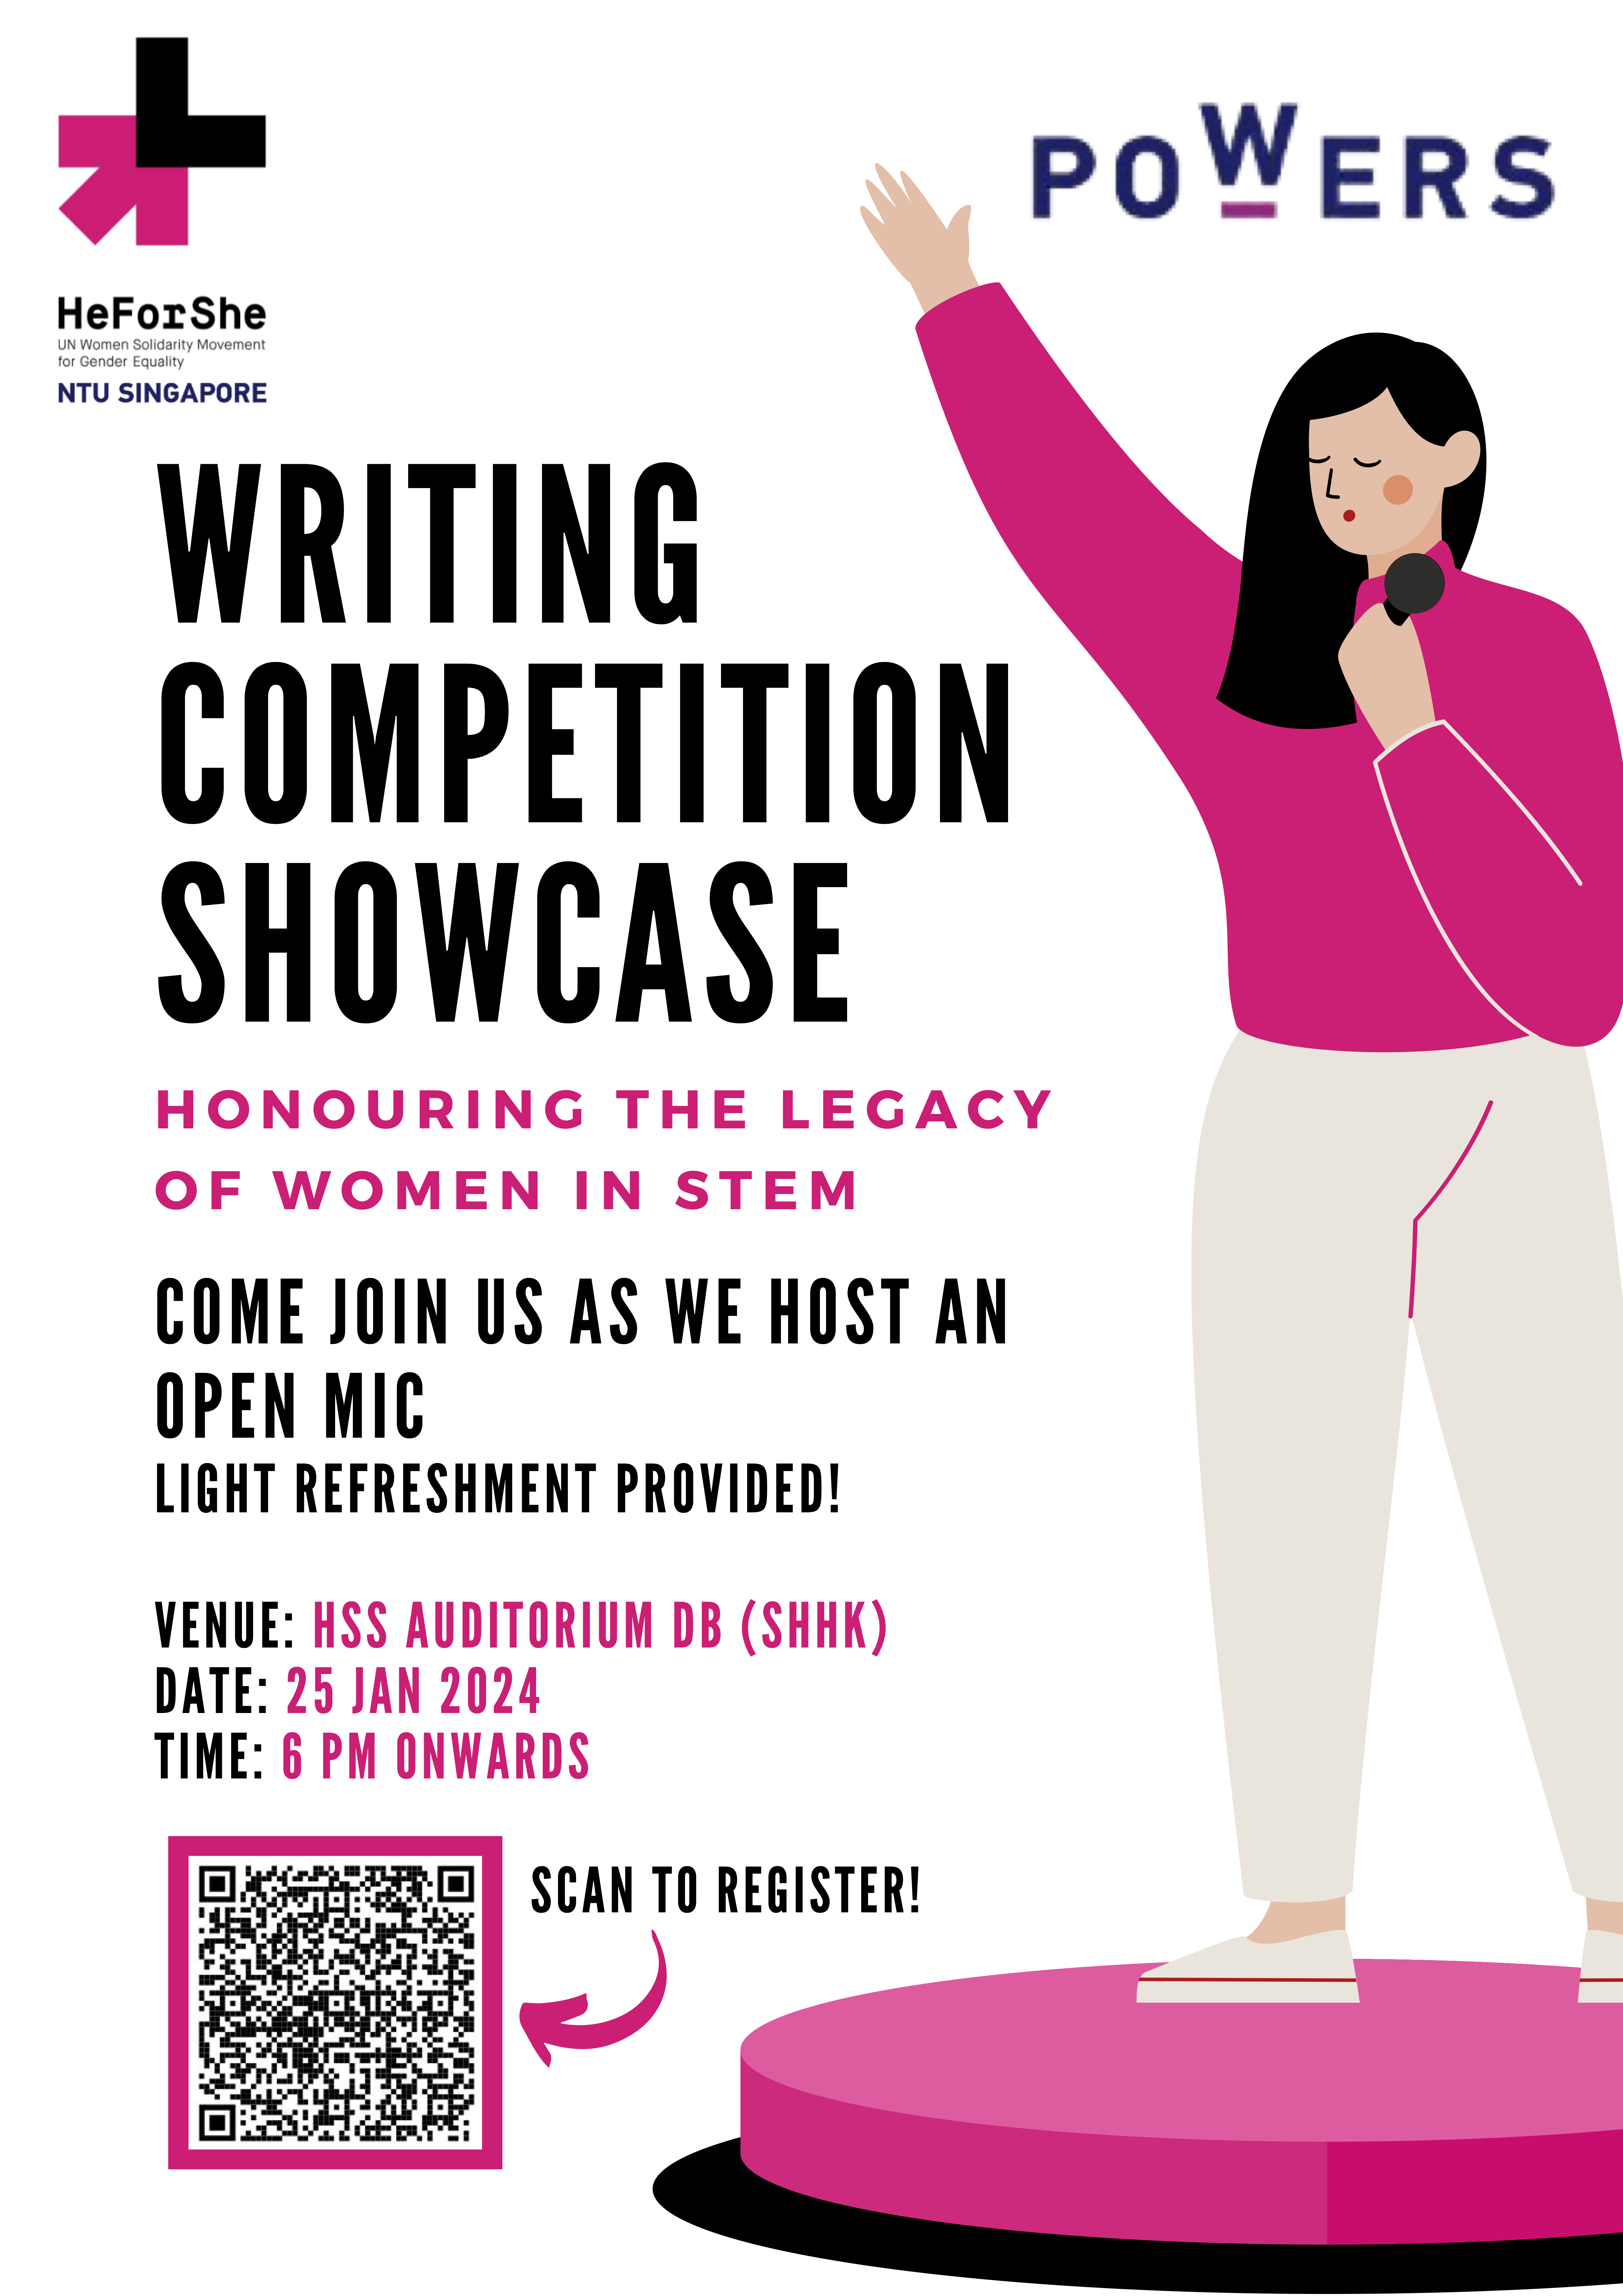 HeForShe
UN Women Solidarity Movement
for Gender Equality
NTU SINGAPORE
POWERS
WRITING
COMPETITION
SHOWCASE
HONOURING THE LEGACY
OF WOMEN IN STEM
COME JOIN US AS WE HOST AN
OPEN MIC
LIGHT REFRESHMENT PROVIDED!
VENUE: HSS AUDITORIUM DB (SHHK)
DATE: 25 JAN 2024
TIME: 6 PM ONWARDS
SCAN TO REGISTER!